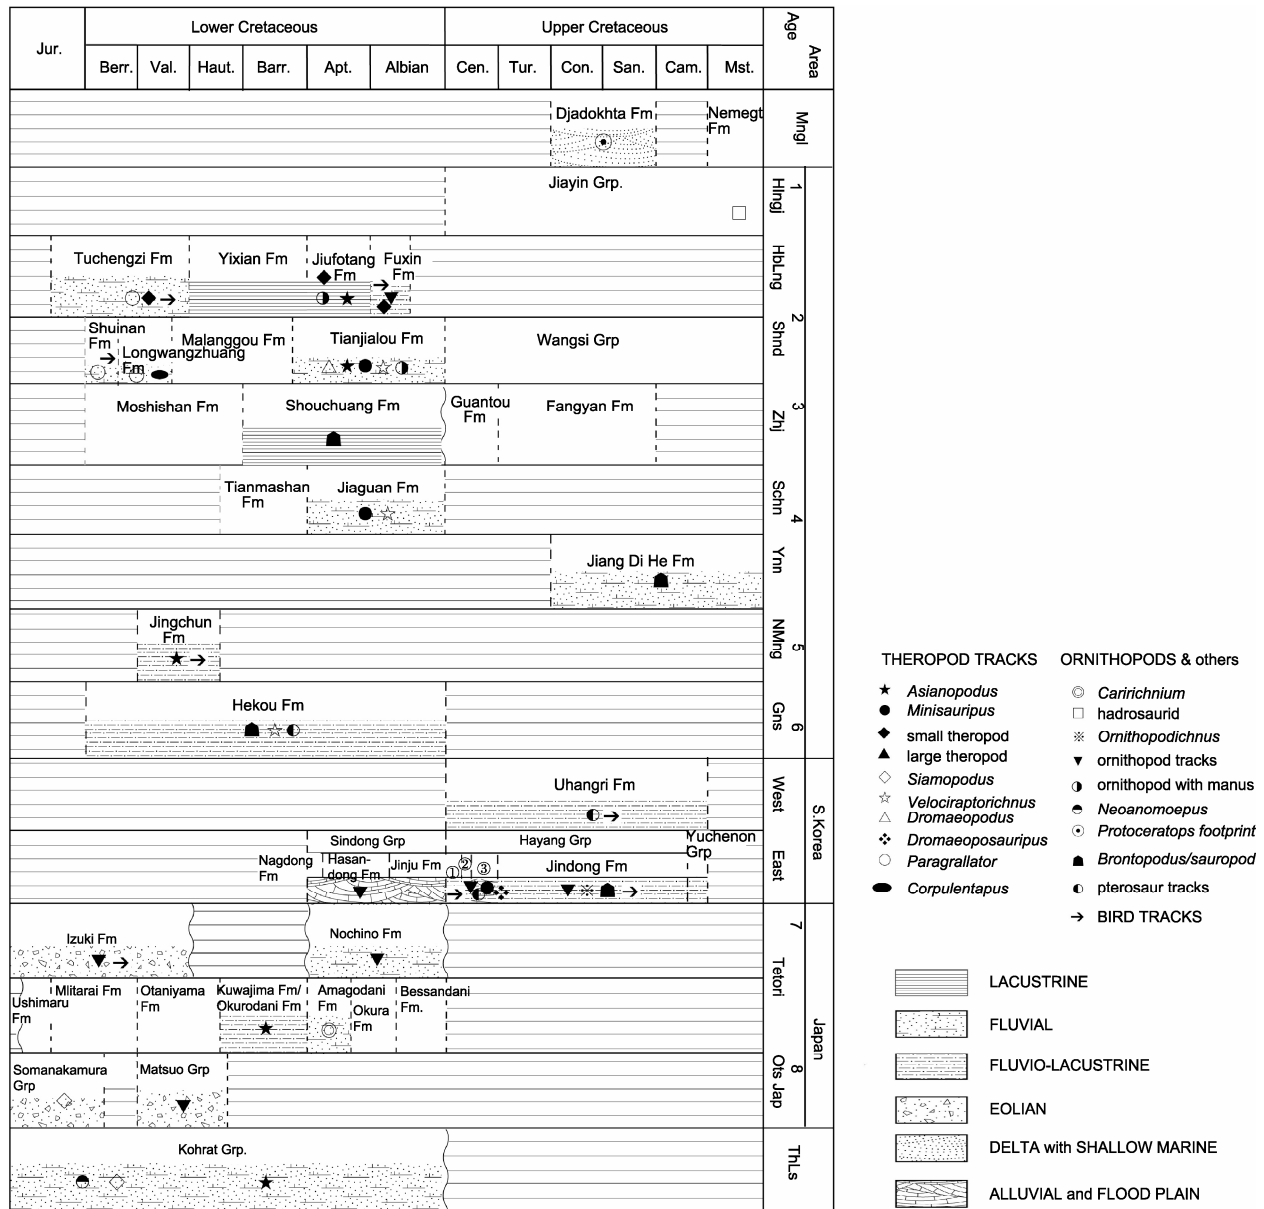 Jur.
Lower Cretaceous
Upper Cretaceous
Age
Area
Berr.
Val.
Haut.
Barr.
Apt.
Albian
Cen.
Tur.
Con.
San.
Cam.
Mst.
Djadokhta Fm
Nemegt
Fm
Mngl
Jiayin Grp.
1
Hlngj
Tuchengzi Fm
Yixian Fm
Jiufotang
Fm
Fuxin
Fm
HbLng
2
Shuinan
Fm
Longwangzhuang
Fm
Malanggou Fm
Tianjialou Fm
Wangsi Grp
Shnd
Moshishan Fm
Shouchuang Fm
Guantou
Fm
Fangyan Fm
3
Zhj
Tianmashan
Fm
Jiaguan Fm
Schn
4
Jiang Di He Fm
Ynn
Jingchun
Fm
NMng
5
Hekou Fm
Gns
6
Uhangri Fm
West
S.Korea
Sindong Grp
Hayang Grp
Yuchenon
Grp
Nagdong
Fm
Hasan-
dong Fm
Jinju Fm
①
②
③
Jindong Fm
East
Izuki Fm
Nochino Fm
7
Tetori
Ushimaru
Fm
MIitarai Fm
Otaniyama
Fm
Kuwajima Fm/
Okurodani Fm
Amagodani
Fm
Okura
Fm
Bessandani
Fm.
Japan
Somanakamura
Grp
Matsuo Grp
8
Ots Jap
Kohrat Grp.
ThLs
THEROPOD TRACKS
Asianopodus
Minisauripus
small theropod
large theropod
Siamopodus
Velociraptorichnus
Dromaeopodus
Dromaeoposauripus
Paragrallator
Corpulentapus
ORNITHOPODS & others
Caririchnium
hadrosaurid
Ornithopodichnus
ornithopod tracks
ornithopod with manus
Neoanomoepus
Protoceratops footprint
Brontopodus/sauropod
pterosaur tracks
BIRD TRACKS
LACUSTRINE
FLUVIAL
FLUVIO-LACUSTRINE
EOLIAN
DELTA with SHALLOW MARINE
ALLUVIAL and FLOOD PLAIN